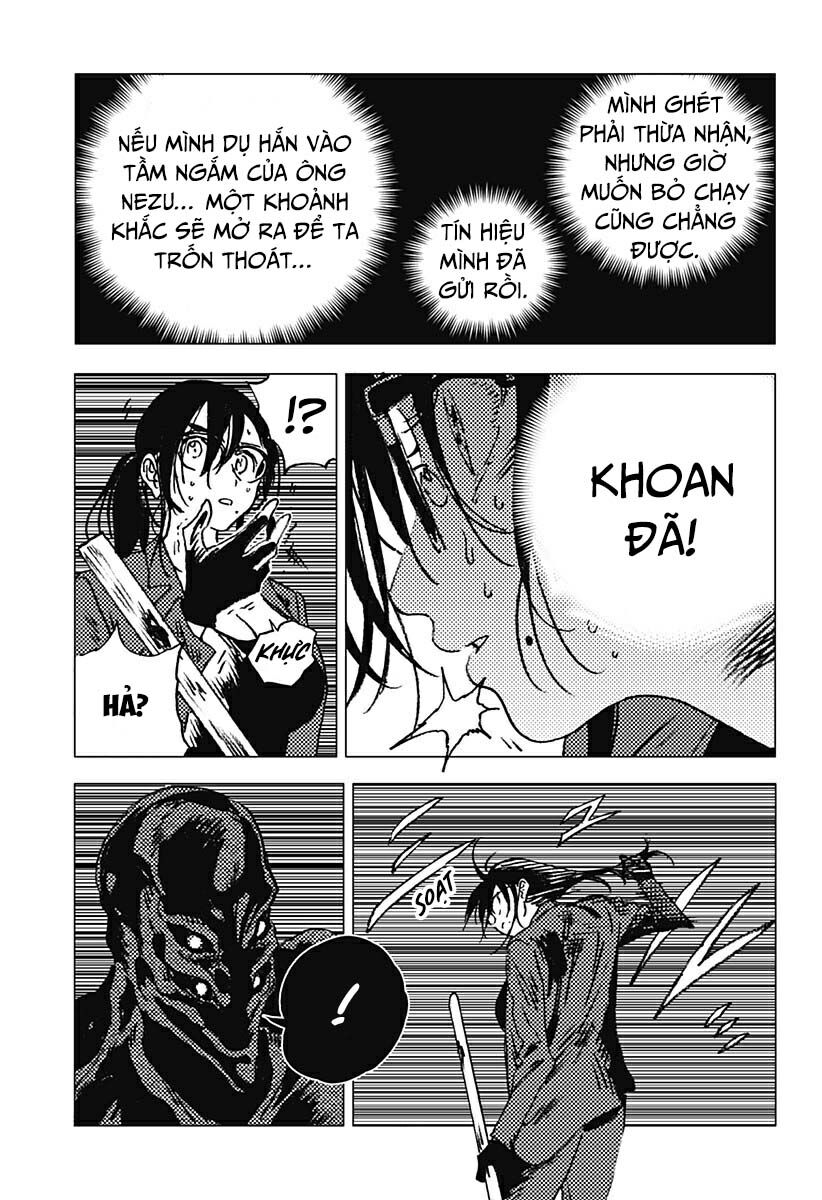 MÌNH GHÉT
PHẢI THỪA NHẬN,
NHƯNG GIỜ
MUỐN BỎ CHẠY
CŨNG CHẲNG
ĐƯỢC.
TÍN HIỆU
MÌNH ĐÃ
GỬI RỒI.
NẾU MÌNH DỤ HẮN VÀO
TẦM NGẮM CỦA ÔNG
NEZU... MỘT KHOẢNH
KHẮC SẼ MỞ RA ĐỂ TA
TRỐN THOÁT...
KHOAN
ĐÃ!
!?
KHỰC
HẢ?
SOẠT
!